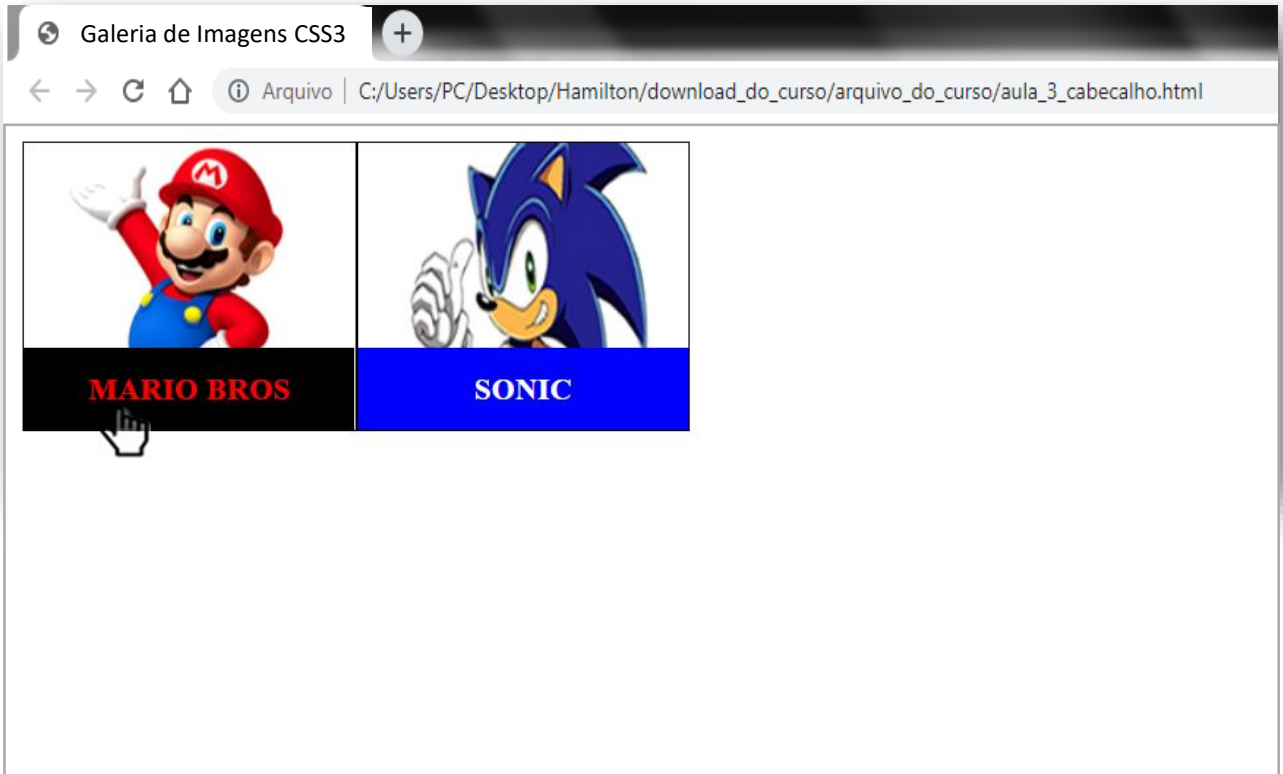 Galeria de Imagens CSS3
Arquivo | C:/Users/PC/Desktop/Hamilton/download_do_curso/arquivo_do_curso/aula_3_cabecalho.html
M
MARIO BROS
SONIC